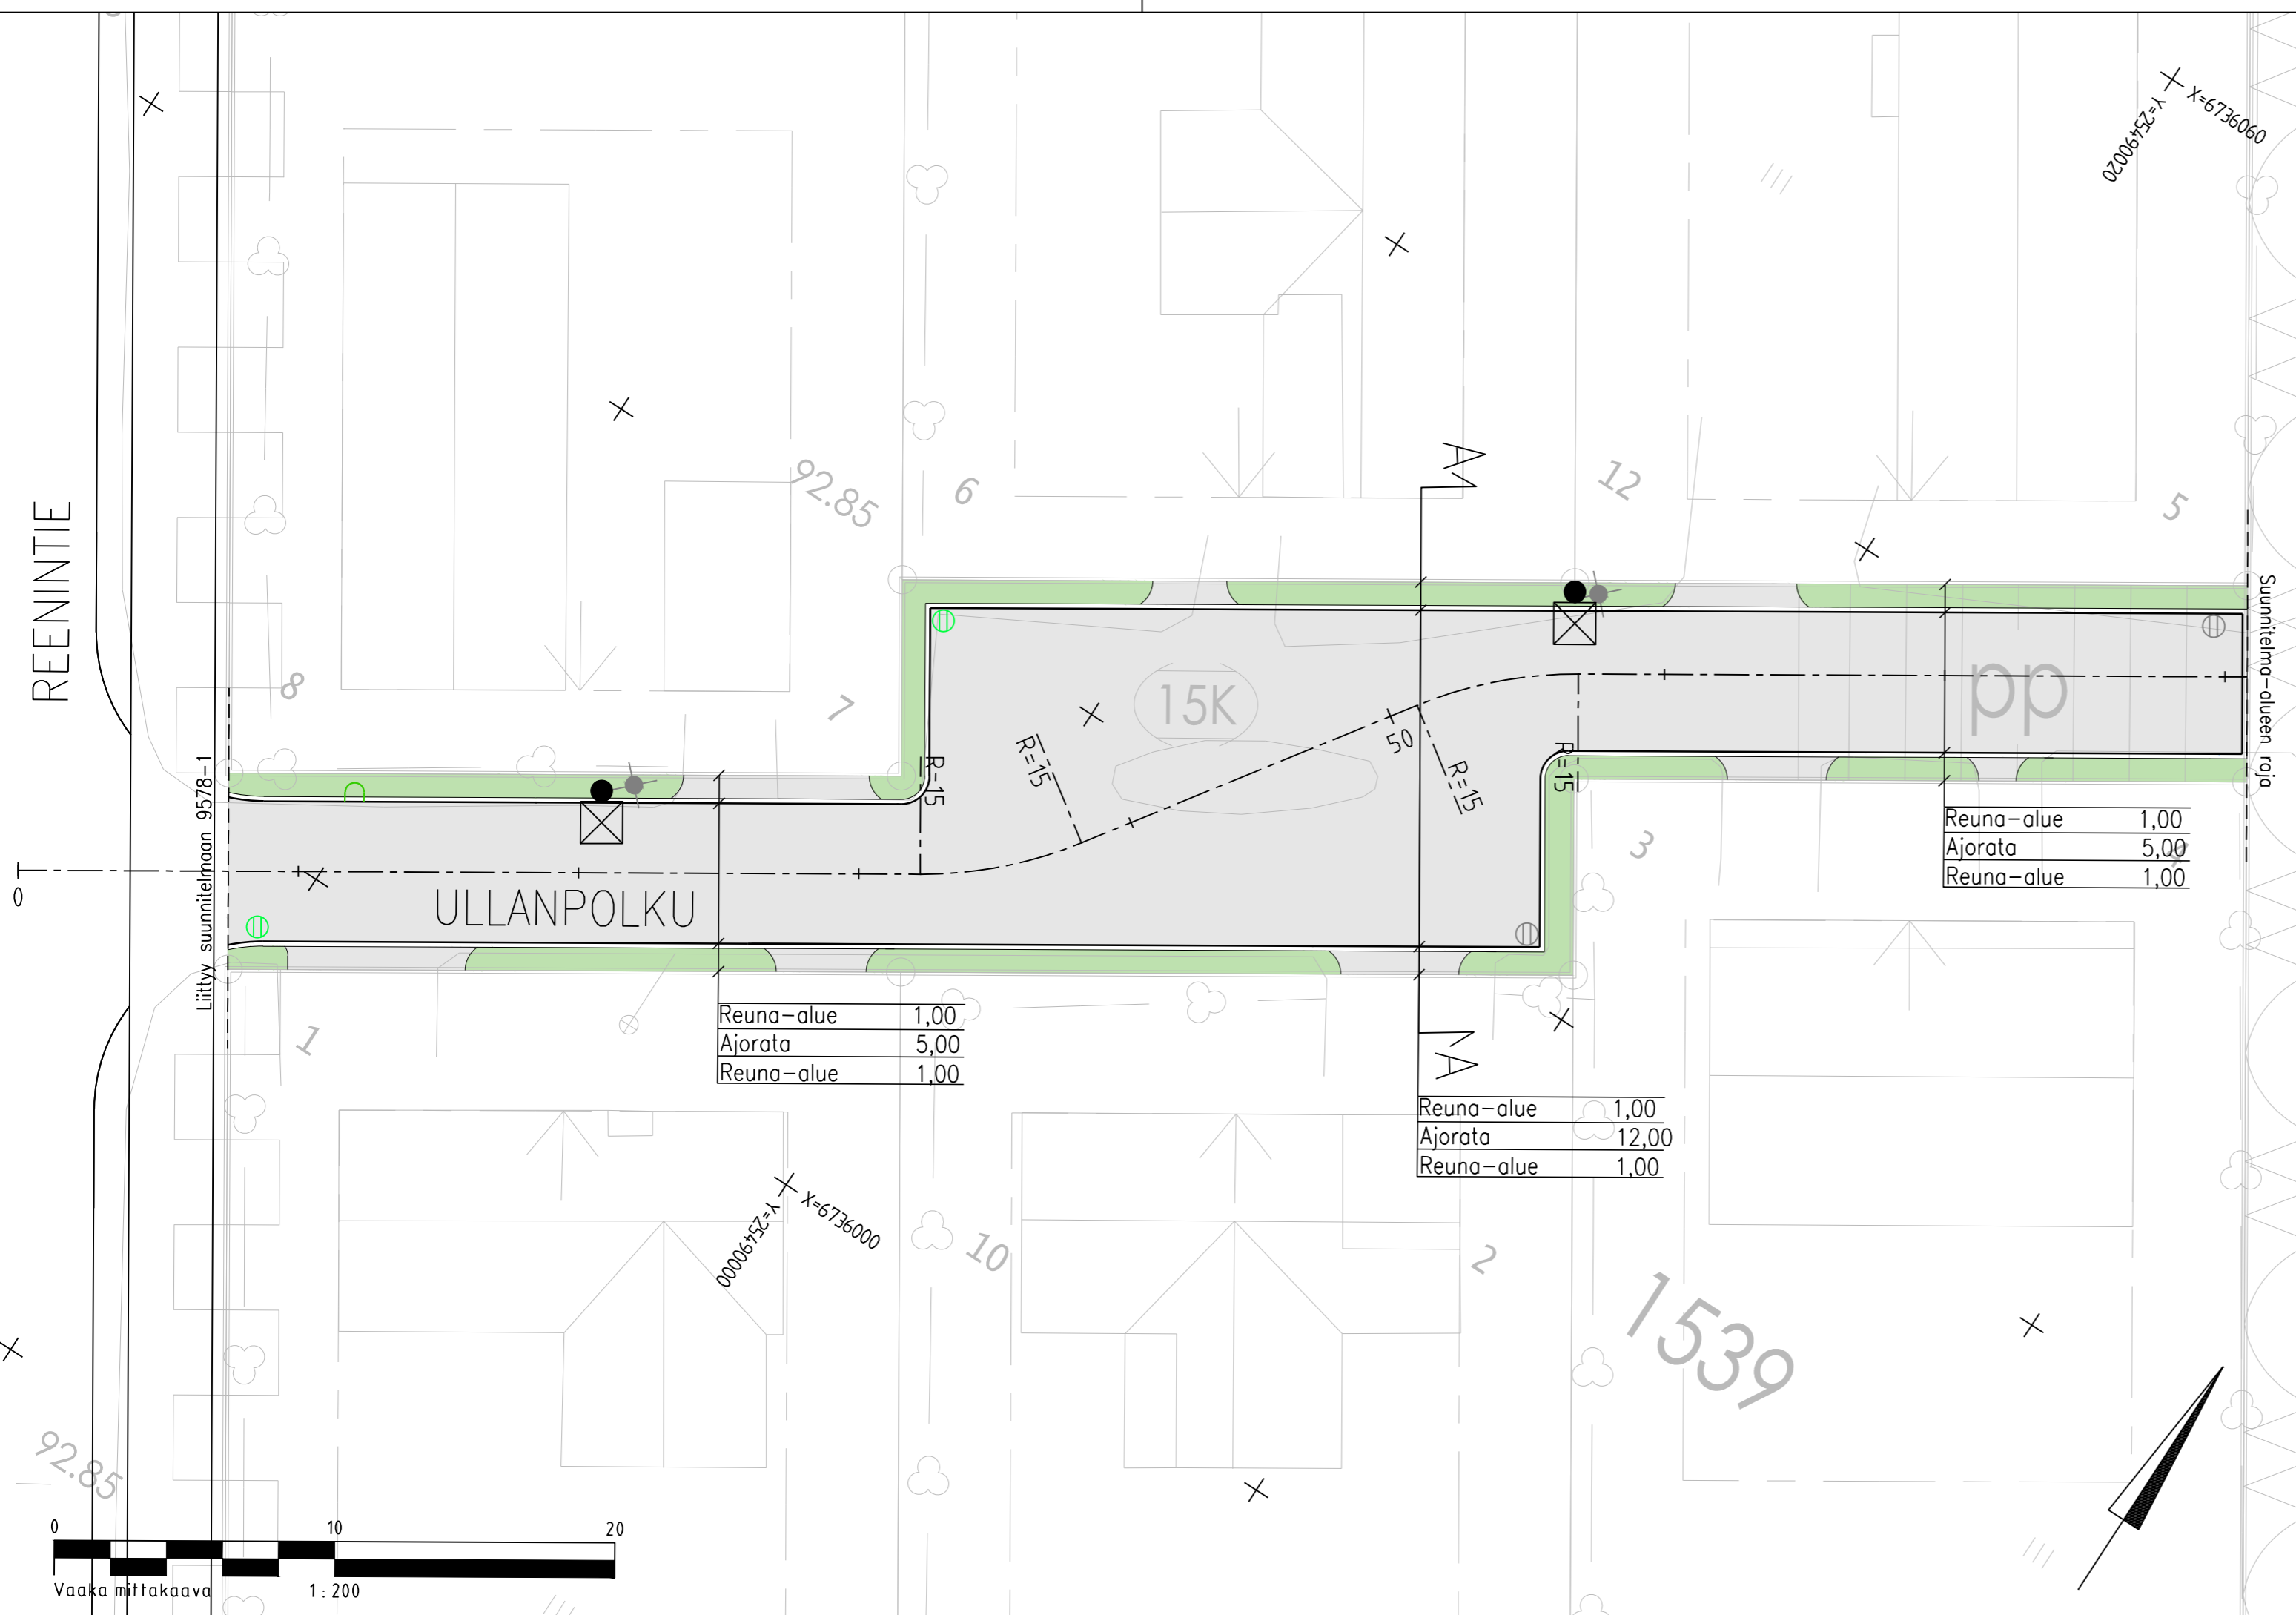 X=6736060
Y=25490020
REENINTIE
92.85
6
12
5
8
7
15K
pp
Suunnitelma-alueen raja
Liittyy suunnitelmaan 9578-1
R=15
R=15
50
R=15
R=15
0
ULLANPOLKU
3
A
A
Reuna-alue 1,00
Ajorata 5,00
Reuna-alue 1,00
1
Reuna-alue 1,00
Ajorata 5,00
Reuna-alue 1,00
Reuna-alue 1,00
Ajorata 12,00
Reuna-alue 1,00
X=6736000
Y=25490000
10
2
1539
92.85
0 10 20
Vaaka mittakaava 1:200